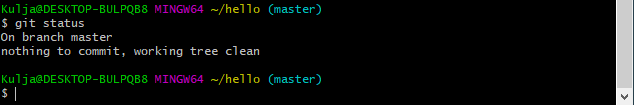 Kulja@DESKTOP-BULPQB8 MINGW64 ~/hello (master)
$ git status
On branch master
nothing to commit, working tree clean
Kulja@DESKTOP-BULPQB8 MINGW64 ~/hello (master)
$